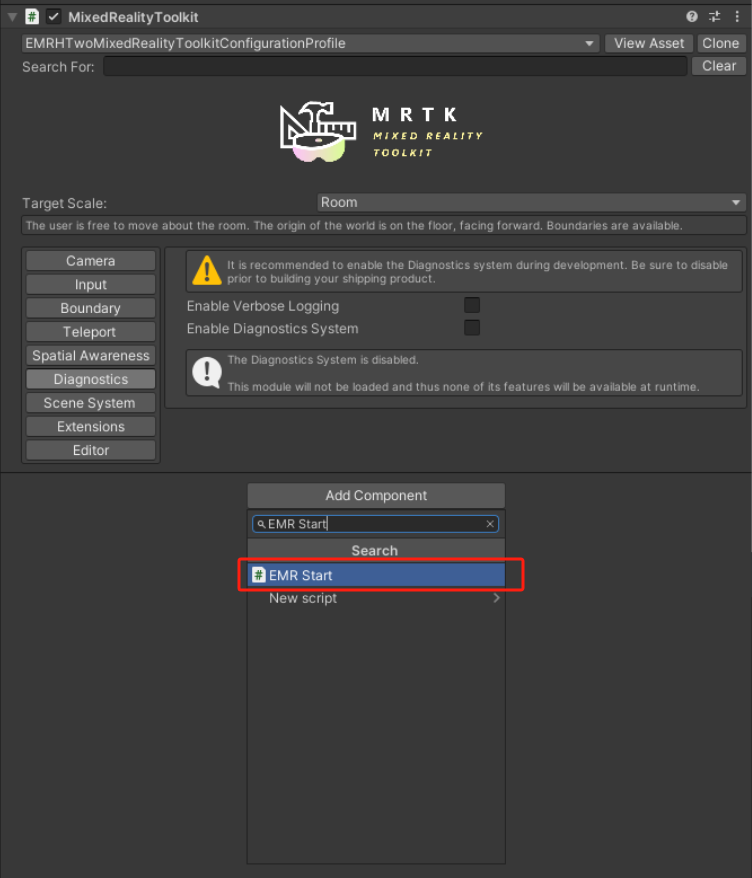 MixedRealityToolkit
EMRHTwoMixedRealityToolkitConfigurationProfile
View Asset
Clone
Search For:
Clear
MRTK
MIXED REALITY
TOOLKIT
Target Scale:
Room
The user is free to move about the room. The origin of the world is on the floor, facing forward. Boundaries are available.
Camera
Input
Boundary
Teleport
Spatial Awareness
Diagnostics
Scene System
Extensions
Editor
It is recommended to enable the Diagnostics system during development. Be sure to disable
prior to building your shipping product.
Enable Verbose Logging
Enable Diagnostics System
The Diagnostics System is disabled.
This module will not be loaded and thus none of its features will be available at runtime.
Add Component
EMR Start
Search
EMR Start
New script